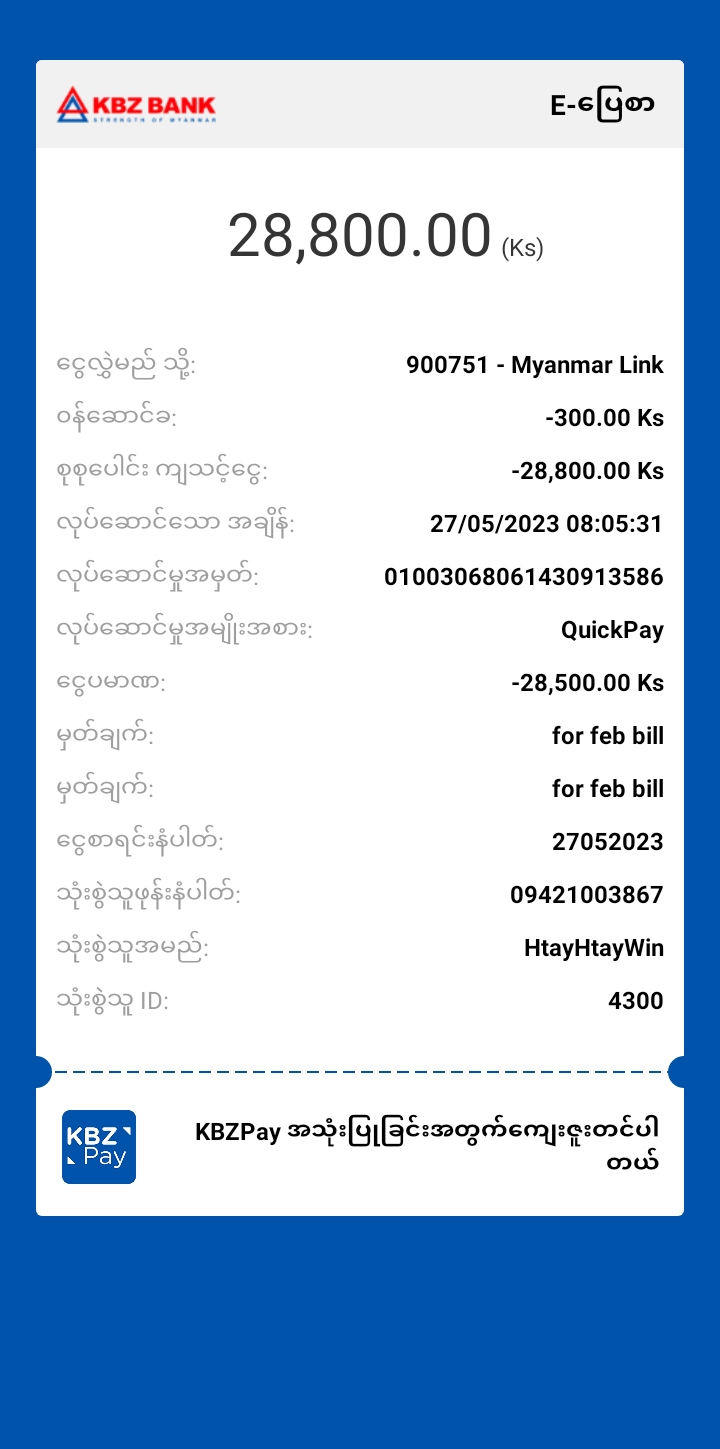 KBZ BANK
STRENGTH OF MYANMAR
E-ပြေစာ
28,800.00 (Ks)
ငွေလွှဲမည် သို့: 900751 - Myanmar Link
ဝန်ဆောင်ခ: -300.00 Ks
စုစုပေါင်း ကျသင့်ငွေ: -28,800.00 Ks
လုပ်ဆောင်သော အချိန်: 27/05/2023 08:05:31
လုပ်ဆောင်မှုအမှတ်: 01003068061430913586
လုပ်ဆောင်မှုအမျိုးအစား: QuickPay
ငွေပမာဏ: -28,500.00 Ks
မှတ်ချက်: for feb bill
မှတ်ချက်: for feb bill
ငွေစာရင်းနံပါတ်: 27052023
သုံးစွဲသူဖုန်းနံပါတ်: 09421003867
သုံးစွဲသူအမည်: HtayHtayWin
သုံးစွဲသူ ID: 4300
KBZ
Pay
KBZPay အသုံးပြုခြင်းအတွက်ကျေးဇူးတင်ပါ
တယ်